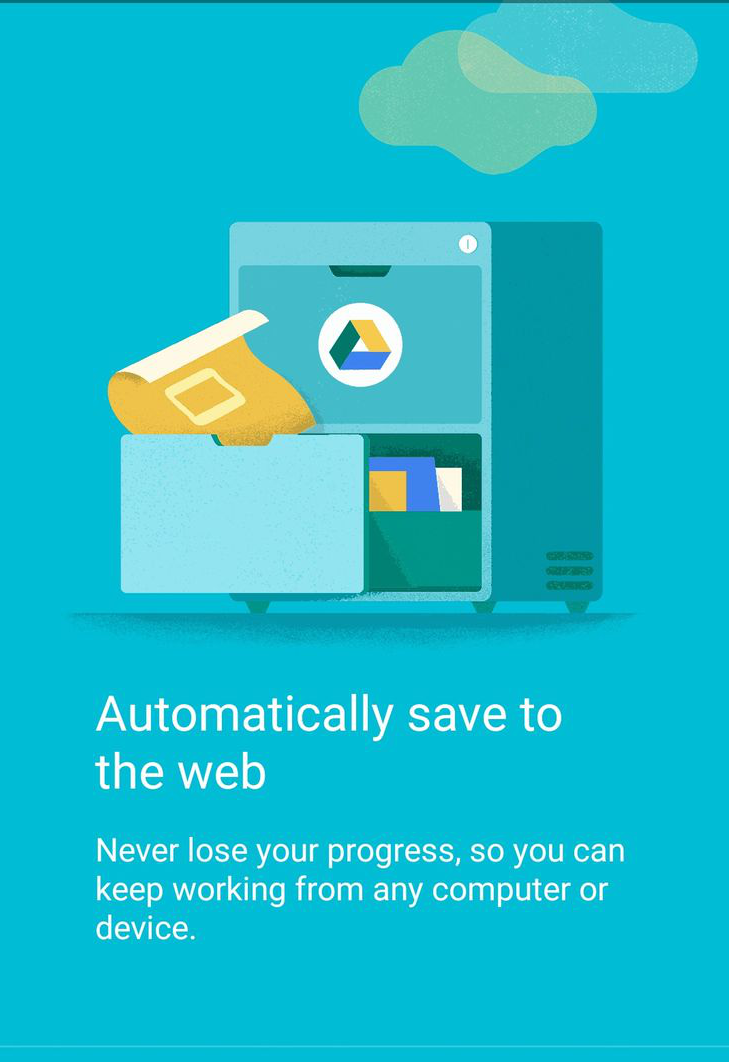 Automatically save to
the web
Never lose your progress, so you can
keep working from any computer or
device.